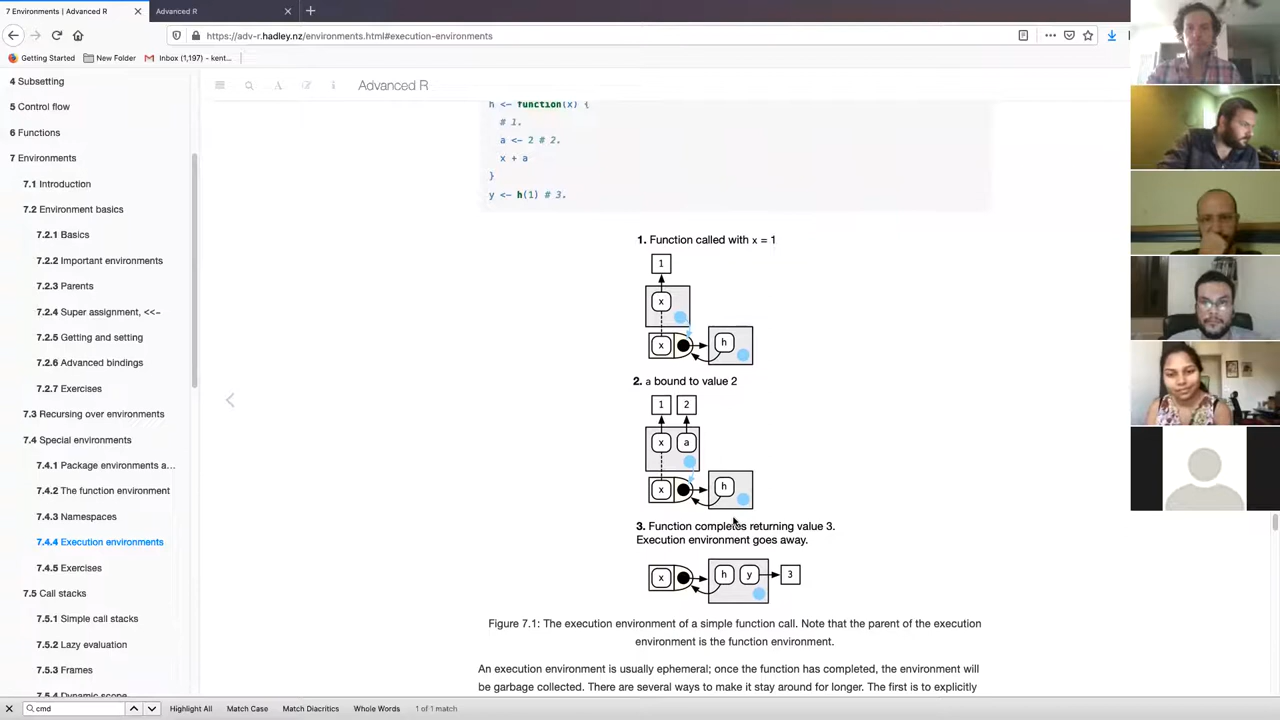 7 Environments | Advanced R
Advanced R
https://adv-r.hadley.nz/environments.html#execution-environments
Getting Started
New Folder
Inbox (1,197) - kent…
4 Subsetting
5 Control flow
6 Functions
7 Environments
7.1 Introduction
7.2 Environment basics
7.2.1 Basics
7.2.2 Important environments
7.2.3 Parents
7.2.4 Super assignment, <<-
7.2.5 Getting and setting
7.2.6 Advanced bindings
7.2.7 Exercises
7.3 Recursing over environments
7.4 Special environments
7.4.1 Package environments a…
7.4.2 The function environment
7.4.3 Namespaces
7.4.4 Execution environments
7.4.5 Exercises
7.5 Call stacks
7.5.1 Simple call stacks
7.5.2 Lazy evaluation
7.5.3 Frames
7.5.4 Dynamic scope
Advanced R
h <- function(x) {
# 1.
a <- 2 # 2.
x + a
}
y <- h(1) # 3.
1. Function called with x = 1
1
x
x
h
2. a bound to value 2
1 2
x a
x
h
3. Function completes returning value 3.
Execution environment goes away.
x
h y 3
Figure 7.1: The execution environment of a simple function call. Note that the parent of the execution
environment is the function environment.
An execution environment is usually ephemeral; once the function has completed, the environment will
be garbage collected. There are several ways to make it stay around for longer. The first is to explicitly
cmd
Highlight All
Match Case
Match Diacritics
Whole Words
1 of 1 match